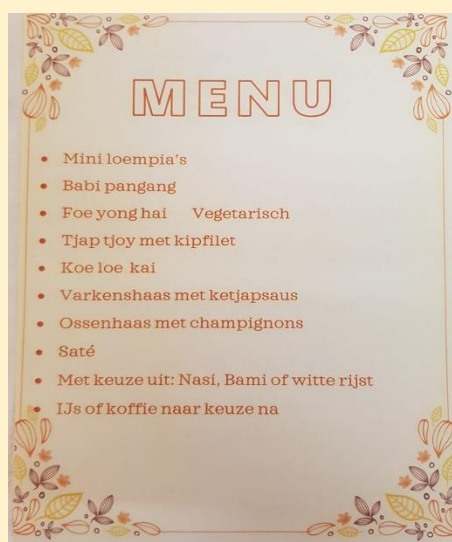 MENU
Mini loempia's
Babi pangang
Foe yong hai Vegetarisch
Tjap tjoy met kipfilet
Koe loe kai
Varkenshaas met ketjapsaus
Ossenhaas met champignons
Saté
Met keuze uit: Nasi, Bami of witte rijst
IJs of koffie naar keuze na